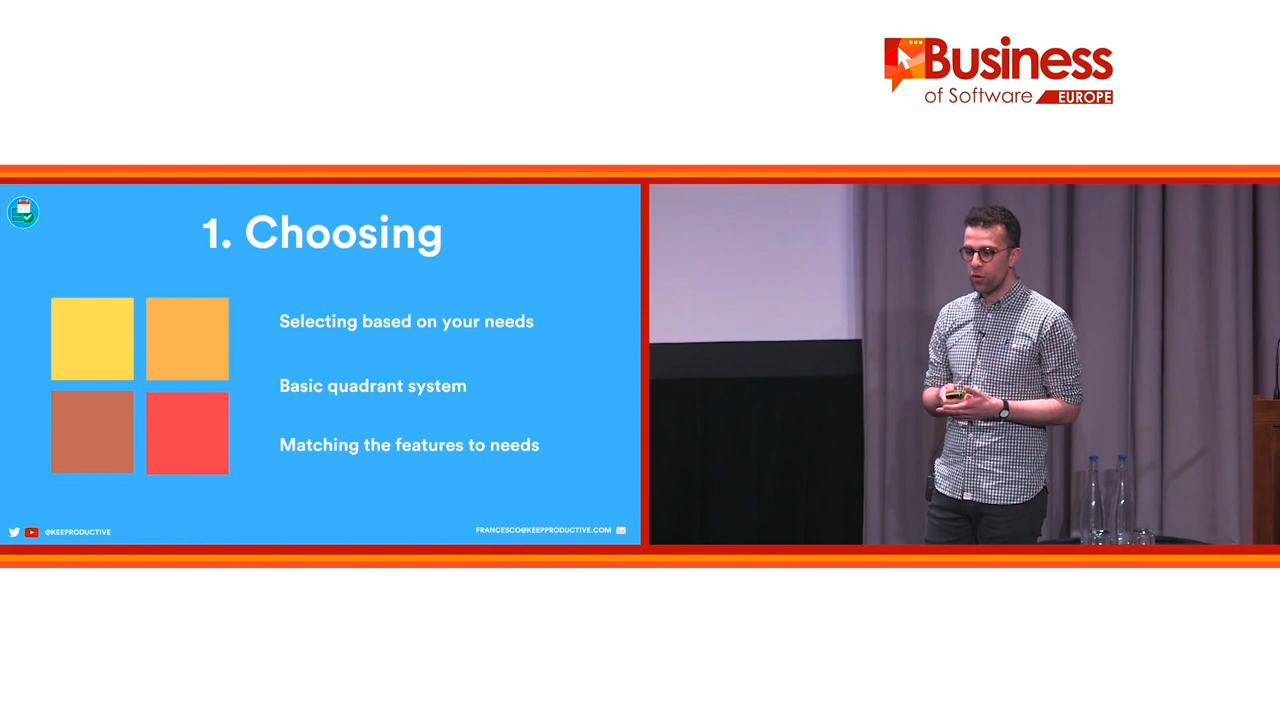 Business
of Software EUROPE
1. Choosing
Selecting based on your needs
Basic quadrant system
Matching the features to needs
@KEEPRODUCTIVE
FRANCESCO@KEEPPRODUCTIVE.COM